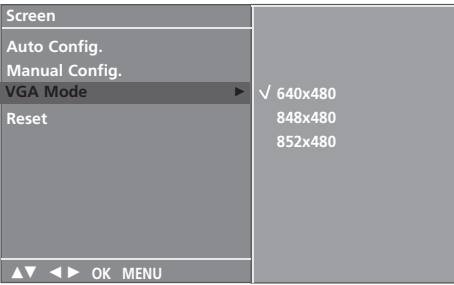 Screen
Auto Config.
Manual Config.
VGA Mode ►
Reset
√ 640x480
848x480
852x480
▲▼ ◄► OK MENU